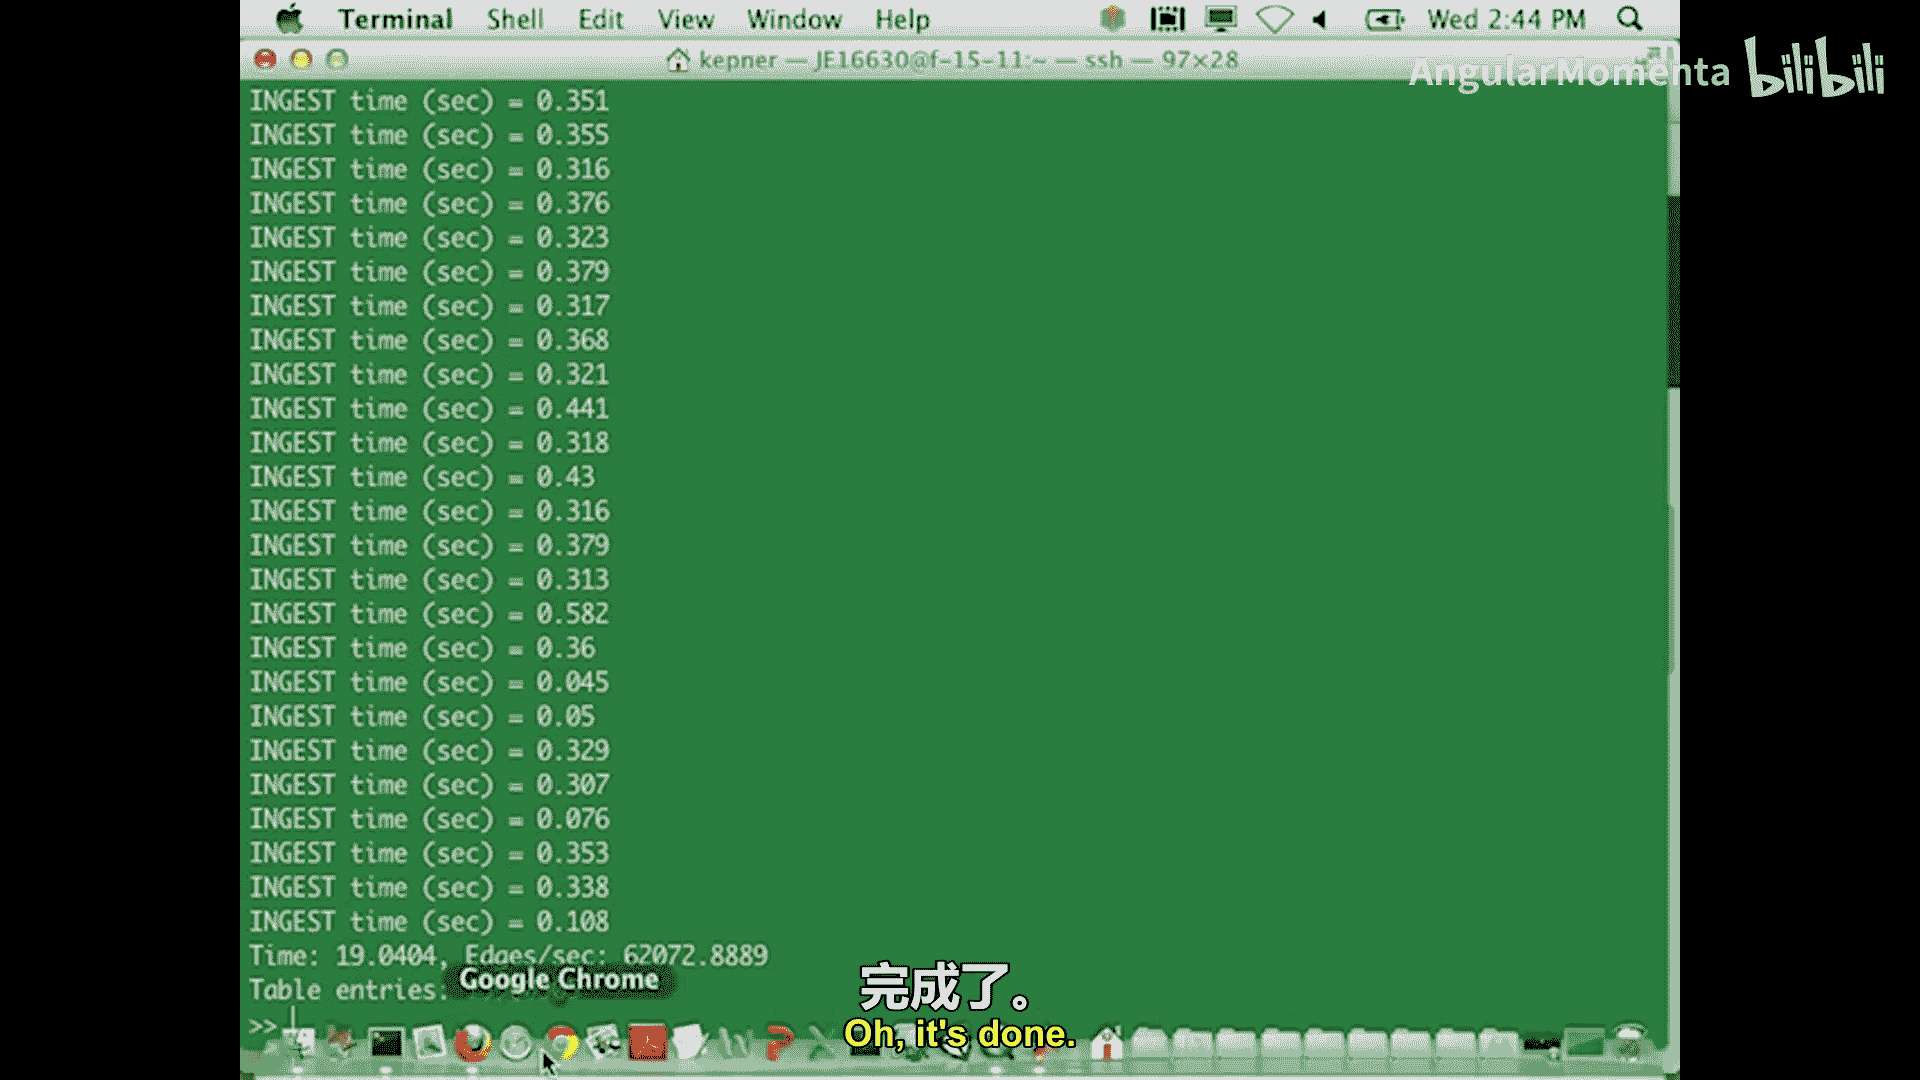 Terminal Shell Edit View Window Help Wed 2:44 PM
kepner — JE16630@f-15-11:~ — ssh — 97×28
AngularMomenta bilibili
INGEST time (sec) = 0.351
INGEST time (sec) = 0.355
INGEST time (sec) = 0.316
INGEST time (sec) = 0.376
INGEST time (sec) = 0.323
INGEST time (sec) = 0.379
INGEST time (sec) = 0.317
INGEST time (sec) = 0.368
INGEST time (sec) = 0.321
INGEST time (sec) = 0.441
INGEST time (sec) = 0.318
INGEST time (sec) = 0.43
INGEST time (sec) = 0.316
INGEST time (sec) = 0.379
INGEST time (sec) = 0.313
INGEST time (sec) = 0.582
INGEST time (sec) = 0.36
INGEST time (sec) = 0.045
INGEST time (sec) = 0.05
INGEST time (sec) = 0.329
INGEST time (sec) = 0.307
INGEST time (sec) = 0.076
INGEST time (sec) = 0.353
INGEST time (sec) = 0.338
INGEST time (sec) = 0.108
Time: 19.0404, Edges/sec: 62072.8889
Table entries:
Google Chrome
>>
完成了。
Oh, it's done.